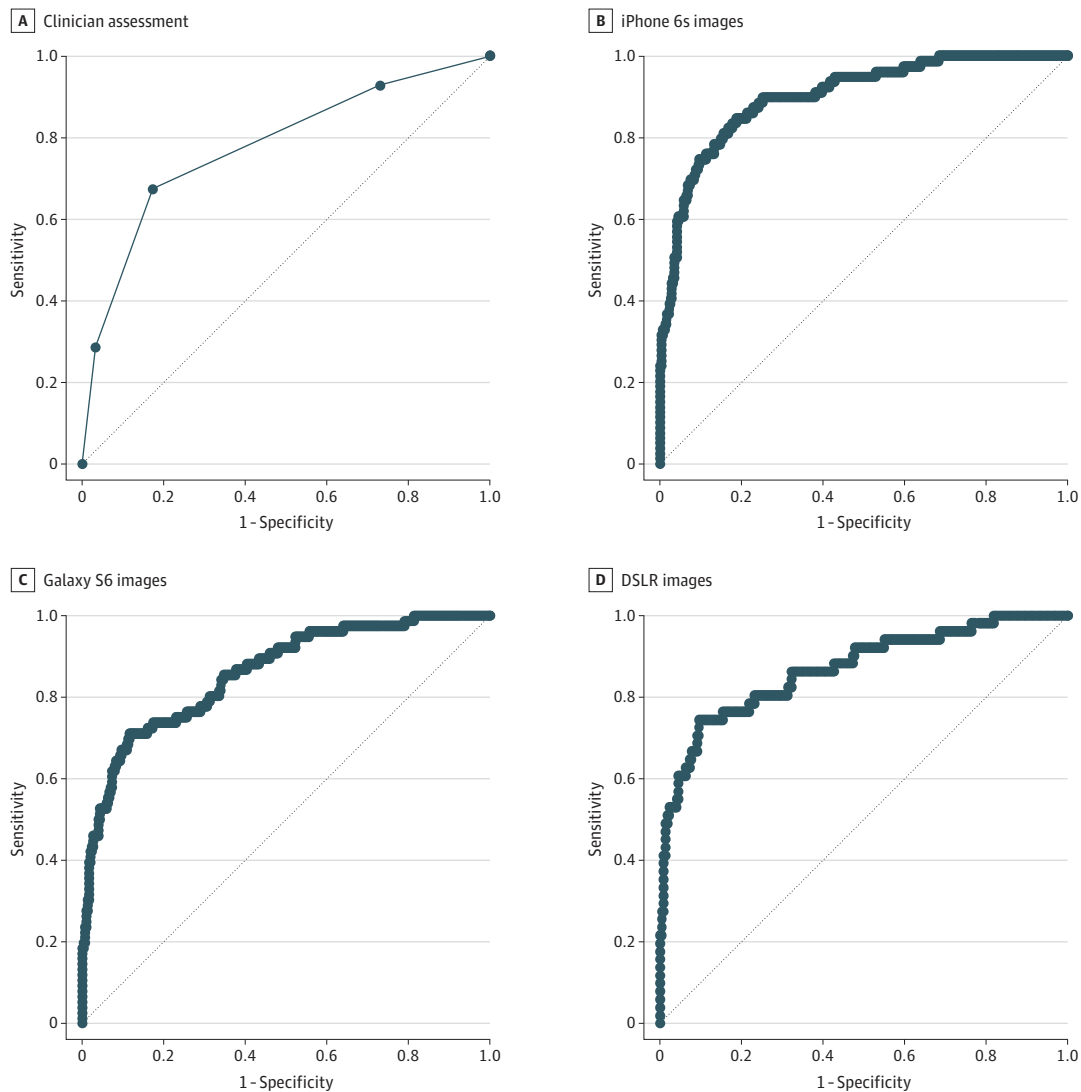 A Clinician assessment
1.0
0.8
0.6
0.4
0.2
0
Sensitivity
0 0.2 0.4 0.6 0.8 1.0
1 - Specificity
B iPhone 6s images
1.0
0.8
0.6
0.4
0.2
0
Sensitivity
0 0.2 0.4 0.6 0.8 1.0
1 - Specificity
C Galaxy S6 images
1.0
0.8
0.6
0.4
0.2
0
Sensitivity
0 0.2 0.4 0.6 0.8 1.0
1 - Specificity
D DSLR images
1.0
0.8
0.6
0.4
0.2
0
Sensitivity
0 0.2 0.4 0.6 0.8 1.0
1 - Specificity